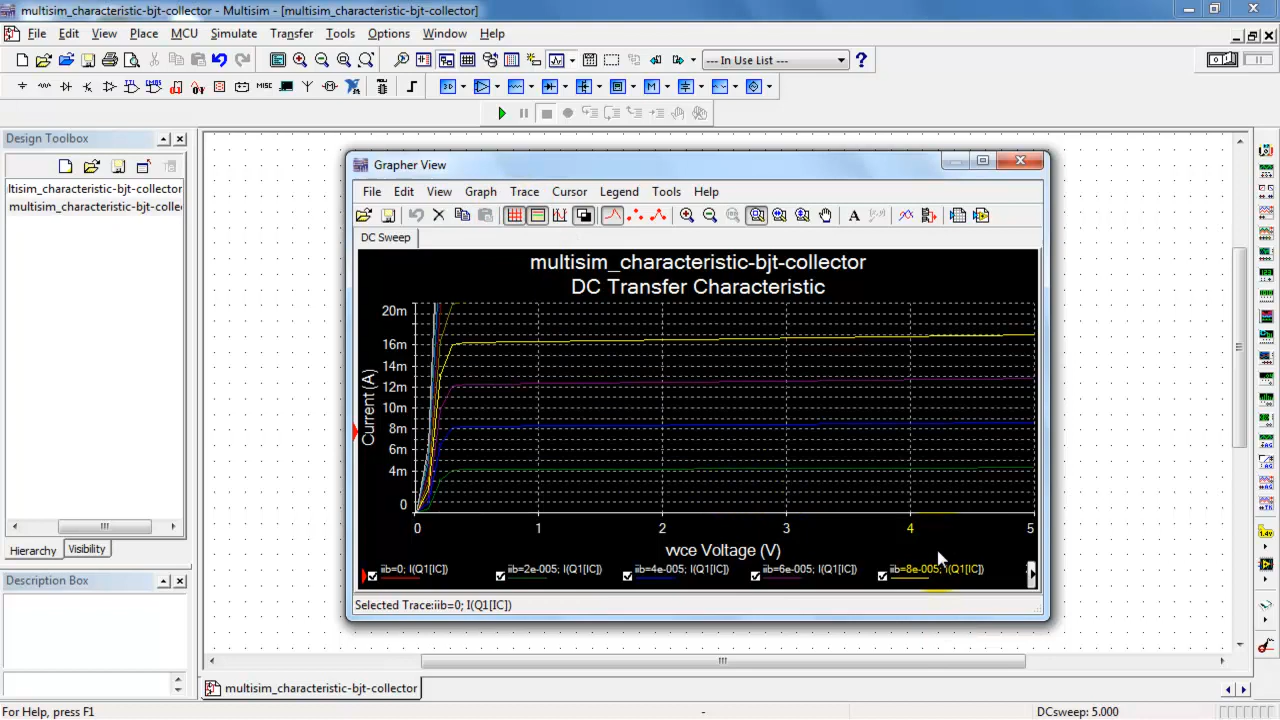 multisim_characteristic-bjt-collector - Multisim - [multisim_characteristic-bjt-collector]
File Edit View Place MCU Simulate Transfer Tools Options Window Help
--- In Use List ---
Design Toolbox
ltisim_characteristic-bjt-collector
multisim_characteristic-bjt-colle
Hierarchy Visibility
Description Box
Grapher View
File Edit View Graph Trace Cursor Legend Tools Help
DC Sweep
multisim_characteristic-bjt-collector
DC Transfer Characteristic
20m
16m
14m
12m
10m
8m
6m
4m
0
Current (A)
0 1 2 3 4 5
vvce Voltage (V)
iib=0; I(Q1[IC]) iib=2e-005; I(Q1[IC]) iib=4e-005; I(Q1[IC]) iib=6e-005; I(Q1[IC]) iib=8e-005; I(Q1[IC])
Selected Trace:iib=0; I(Q1[IC])
multisim_characteristic-bjt-collector
For Help, press F1
-
DCsweep: 5.000